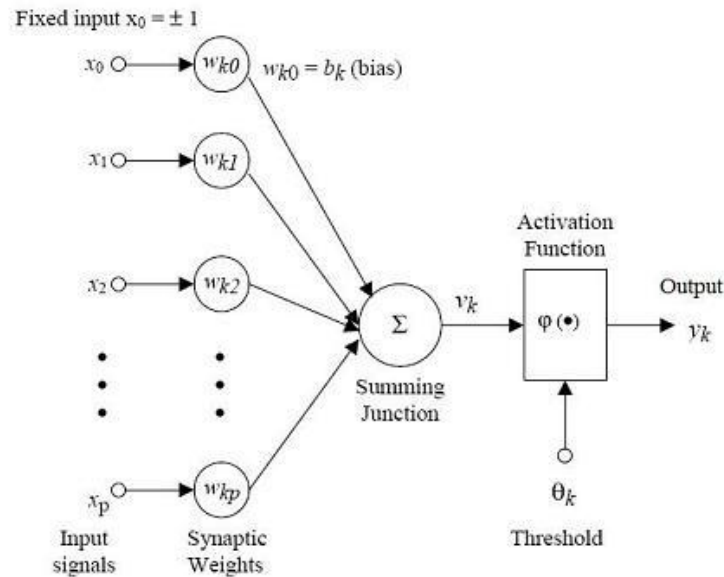 Fixed input x₀ = ± 1
x₀
wₖ₀
wₖ₀ = bₖ (bias)
x₁
wₖ₁
Activation
Function
x₂
wₖ₂
Σ
vₖ
φ (•)
Output
yₖ
Summing
Junction
xₚ
wₖₚ
θₖ
Input
signals
Synaptic
Weights
Threshold